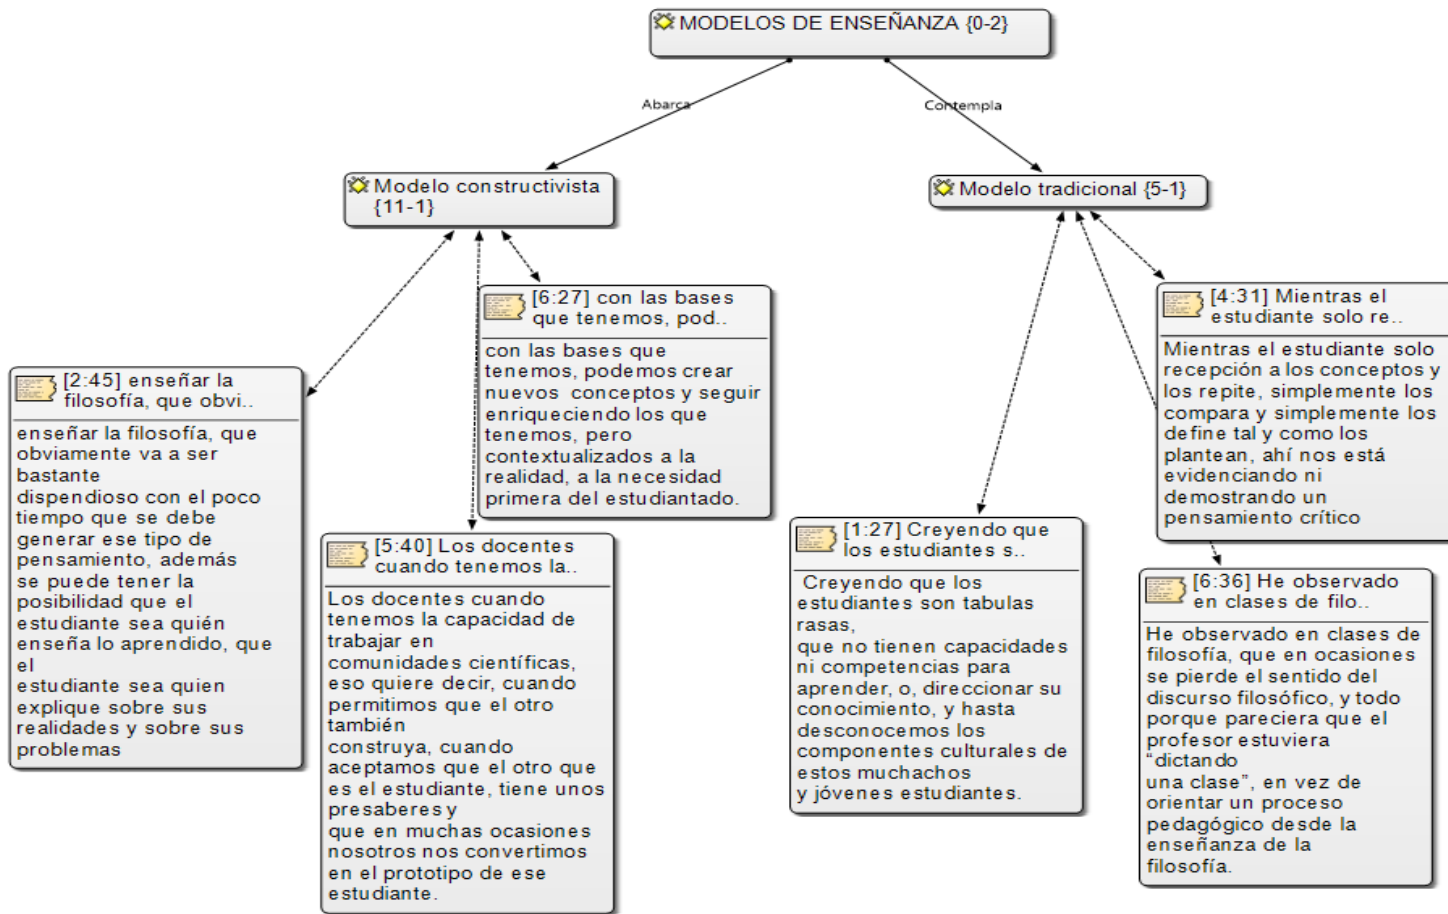 MODELOS DE ENSEÑANZA {0-2}
Abarca
Contempla
Modelo constructivista
{11-1}
Modelo tradicional {5-1}
[2:45] enseñar la
filosofía, que obvi..
enseñar la filosofía, que
obviamente va a ser
bastante
dispendioso con el poco
tiempo que se debe
generar ese tipo de
pensamiento, además
se puede tener la
posibilidad que el
estudiante sea quién
enseña lo aprendido, que
el
estudiante sea quien
explique sobre sus
realidades y sobre sus
problemas
[6:27] con las bases
que tenemos, pod..
con las bases que
tenemos, podemos crear
nuevos conceptos y seguir
enriqueciendo los que
tenemos, pero
contextualizados a la
realidad, a la necesidad
primera del estudiantado.
[5:40] Los docentes
cuando tenemos la..
Los docentes cuando
tenemos la capacidad de
trabajar en
comunidades científicas,
eso quiere decir, cuando
permitimos que el otro
también
construya, cuando
aceptamos que el otro que
es el estudiante, tiene unos
presaberes y
que en muchas ocasiones
nosotros nos convertimos
en el prototipo de ese
estudiante.
[1:27] Creyendo que
los estudiantes s..
Creyendo que los
estudiantes son tabulas
rasas,
que no tienen capacidades
ni competencias para
aprender, o, direccionar su
conocimiento, y hasta
desconocemos los
componentes culturales de
estos muchachos
y jóvenes estudiantes.
[4:31] Mientras el
estudiante solo re..
Mientras el estudiante solo
recepción a los conceptos y
los repite, simplemente los
compara y simplemente los
define tal y como los
plantean, ahí nos está
evidenciando ni
demostrando un
pensamiento crítico
[6:36] He observado
en clases de filo..
He observado en clases de
filosofía, que en ocasiones
se pierde el sentido del
discurso filosófico, y todo
porque pareciera que el
profesor estuviera
“dictando
una clase”, en vez de
orientar un proceso
pedagógico desde la
enseñanza de la
filosofía.